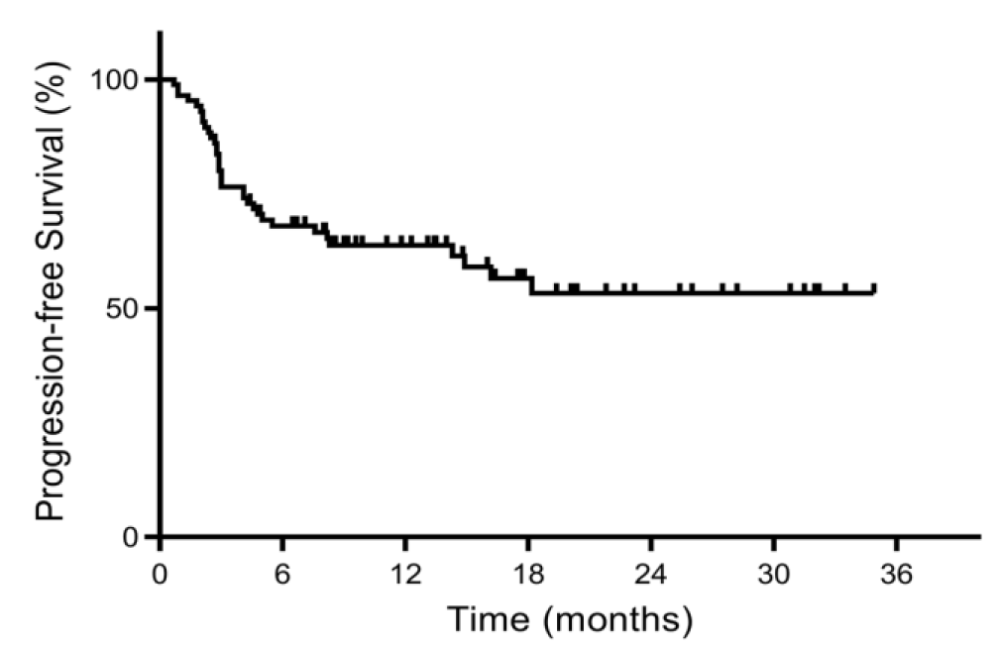 Progression-free Survival (%)
100
50
0
0 6 12 18 24 30 36
Time (months)